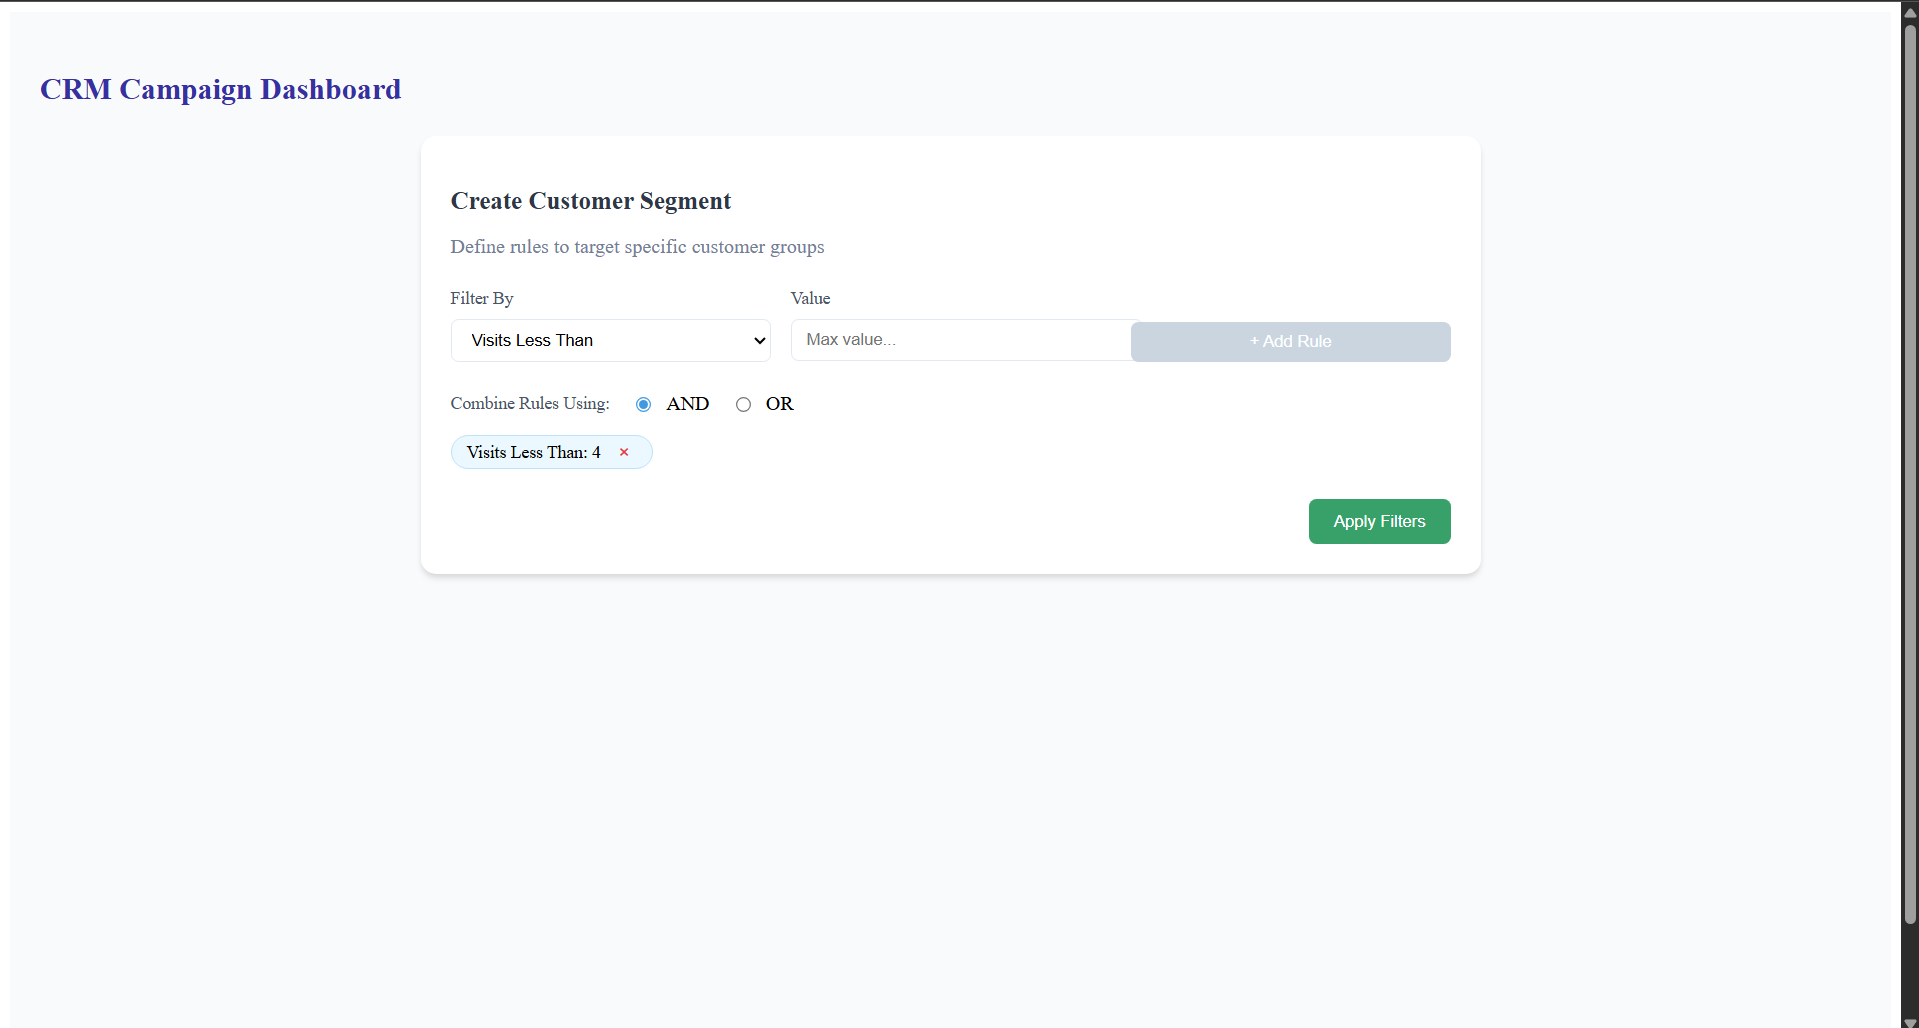 CRM Campaign Dashboard
Create Customer Segment
Define rules to target specific customer groups
Filter By
Value
Visits Less Than
Max value...
+ Add Rule
Combine Rules Using: AND OR
Visits Less Than: 4 ×
Apply Filters